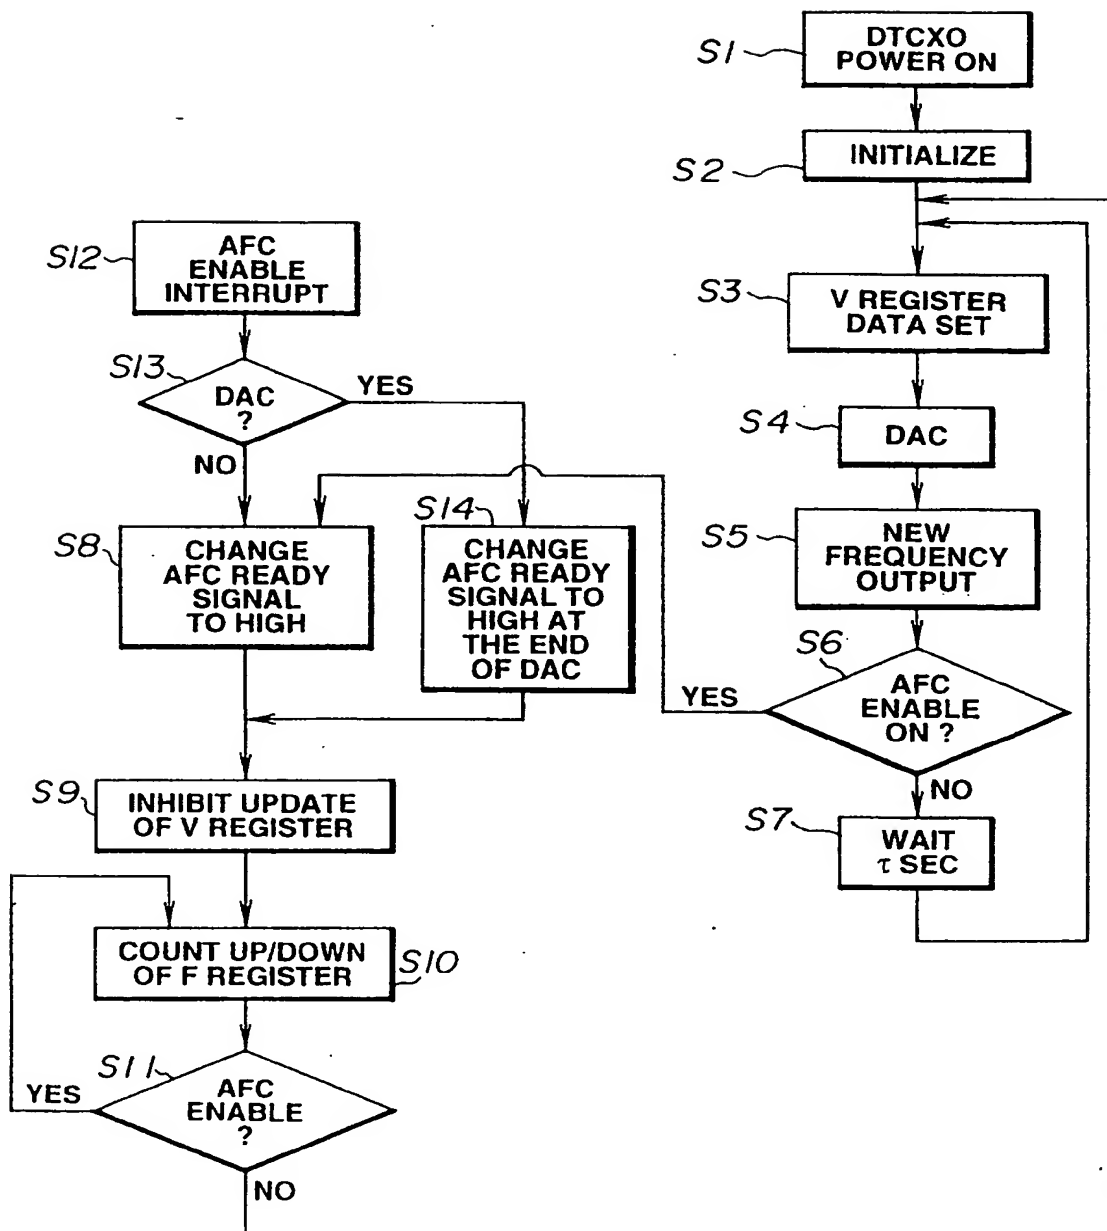 S1
DTCXO
POWER ON
S2
INITIALIZE
S12
AFC
ENABLE
INTERRUPT
S3
V REGISTER
DATA SET
S13
DAC
?
YES
NO
S4
DAC
S8
CHANGE
AFC READY
SIGNAL
TO HIGH
S14
CHANGE
AFC READY
SIGNAL TO
HIGH AT
THE END
OF DAC
S5
NEW
FREQUENCY
OUTPUT
S6
AFC
ENABLE
ON ?
YES
NO
S9
INHIBIT UPDATE
OF V REGISTER
S7
WAIT
τ SEC
COUNT UP/DOWN
OF F REGISTER
S10
S11
AFC
ENABLE
?
YES
NO